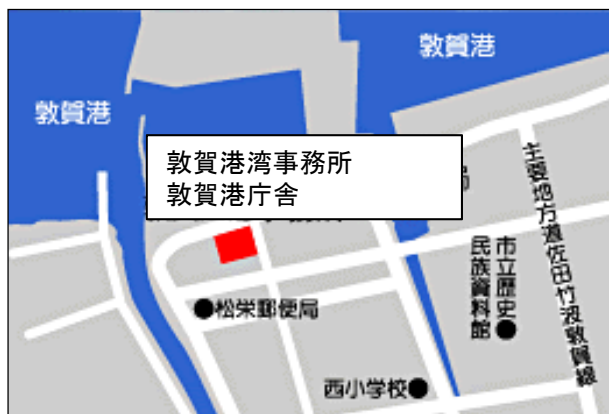 敦賀港
敦賀港
敦賀港湾事務所
敦賀港庁舎
局
主要地方道佐田竹波敦賀線
市立歴史
民族資料館●
●松栄郵便局
西小学校●